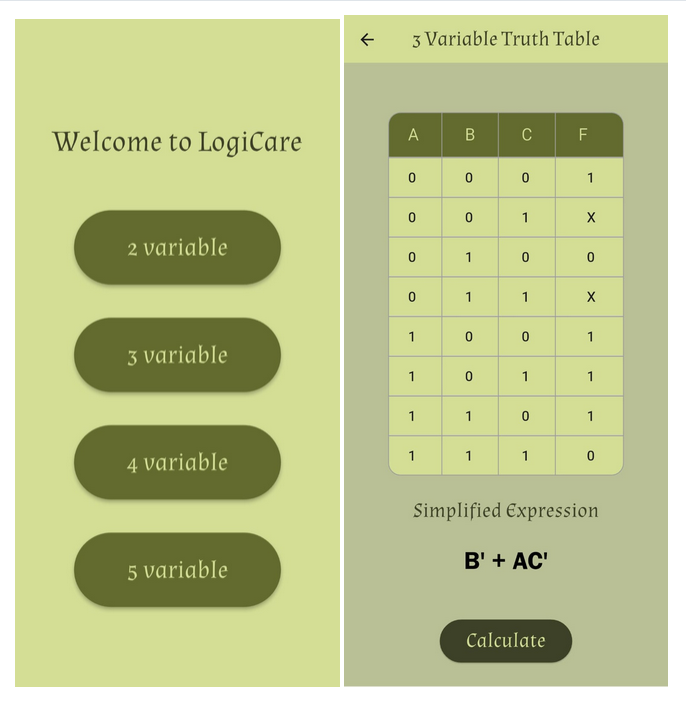 Welcome to LogiCare
2 variable
3 variable
4 variable
5 variable
3 Variable Truth Table
A B C F
0 0 0 1
0 0 1 X
0 1 0 0
0 1 1 X
1 0 0 1
1 0 1 1
1 1 0 1
1 1 1 0
Simplified Expression
B' + AC'
Calculate